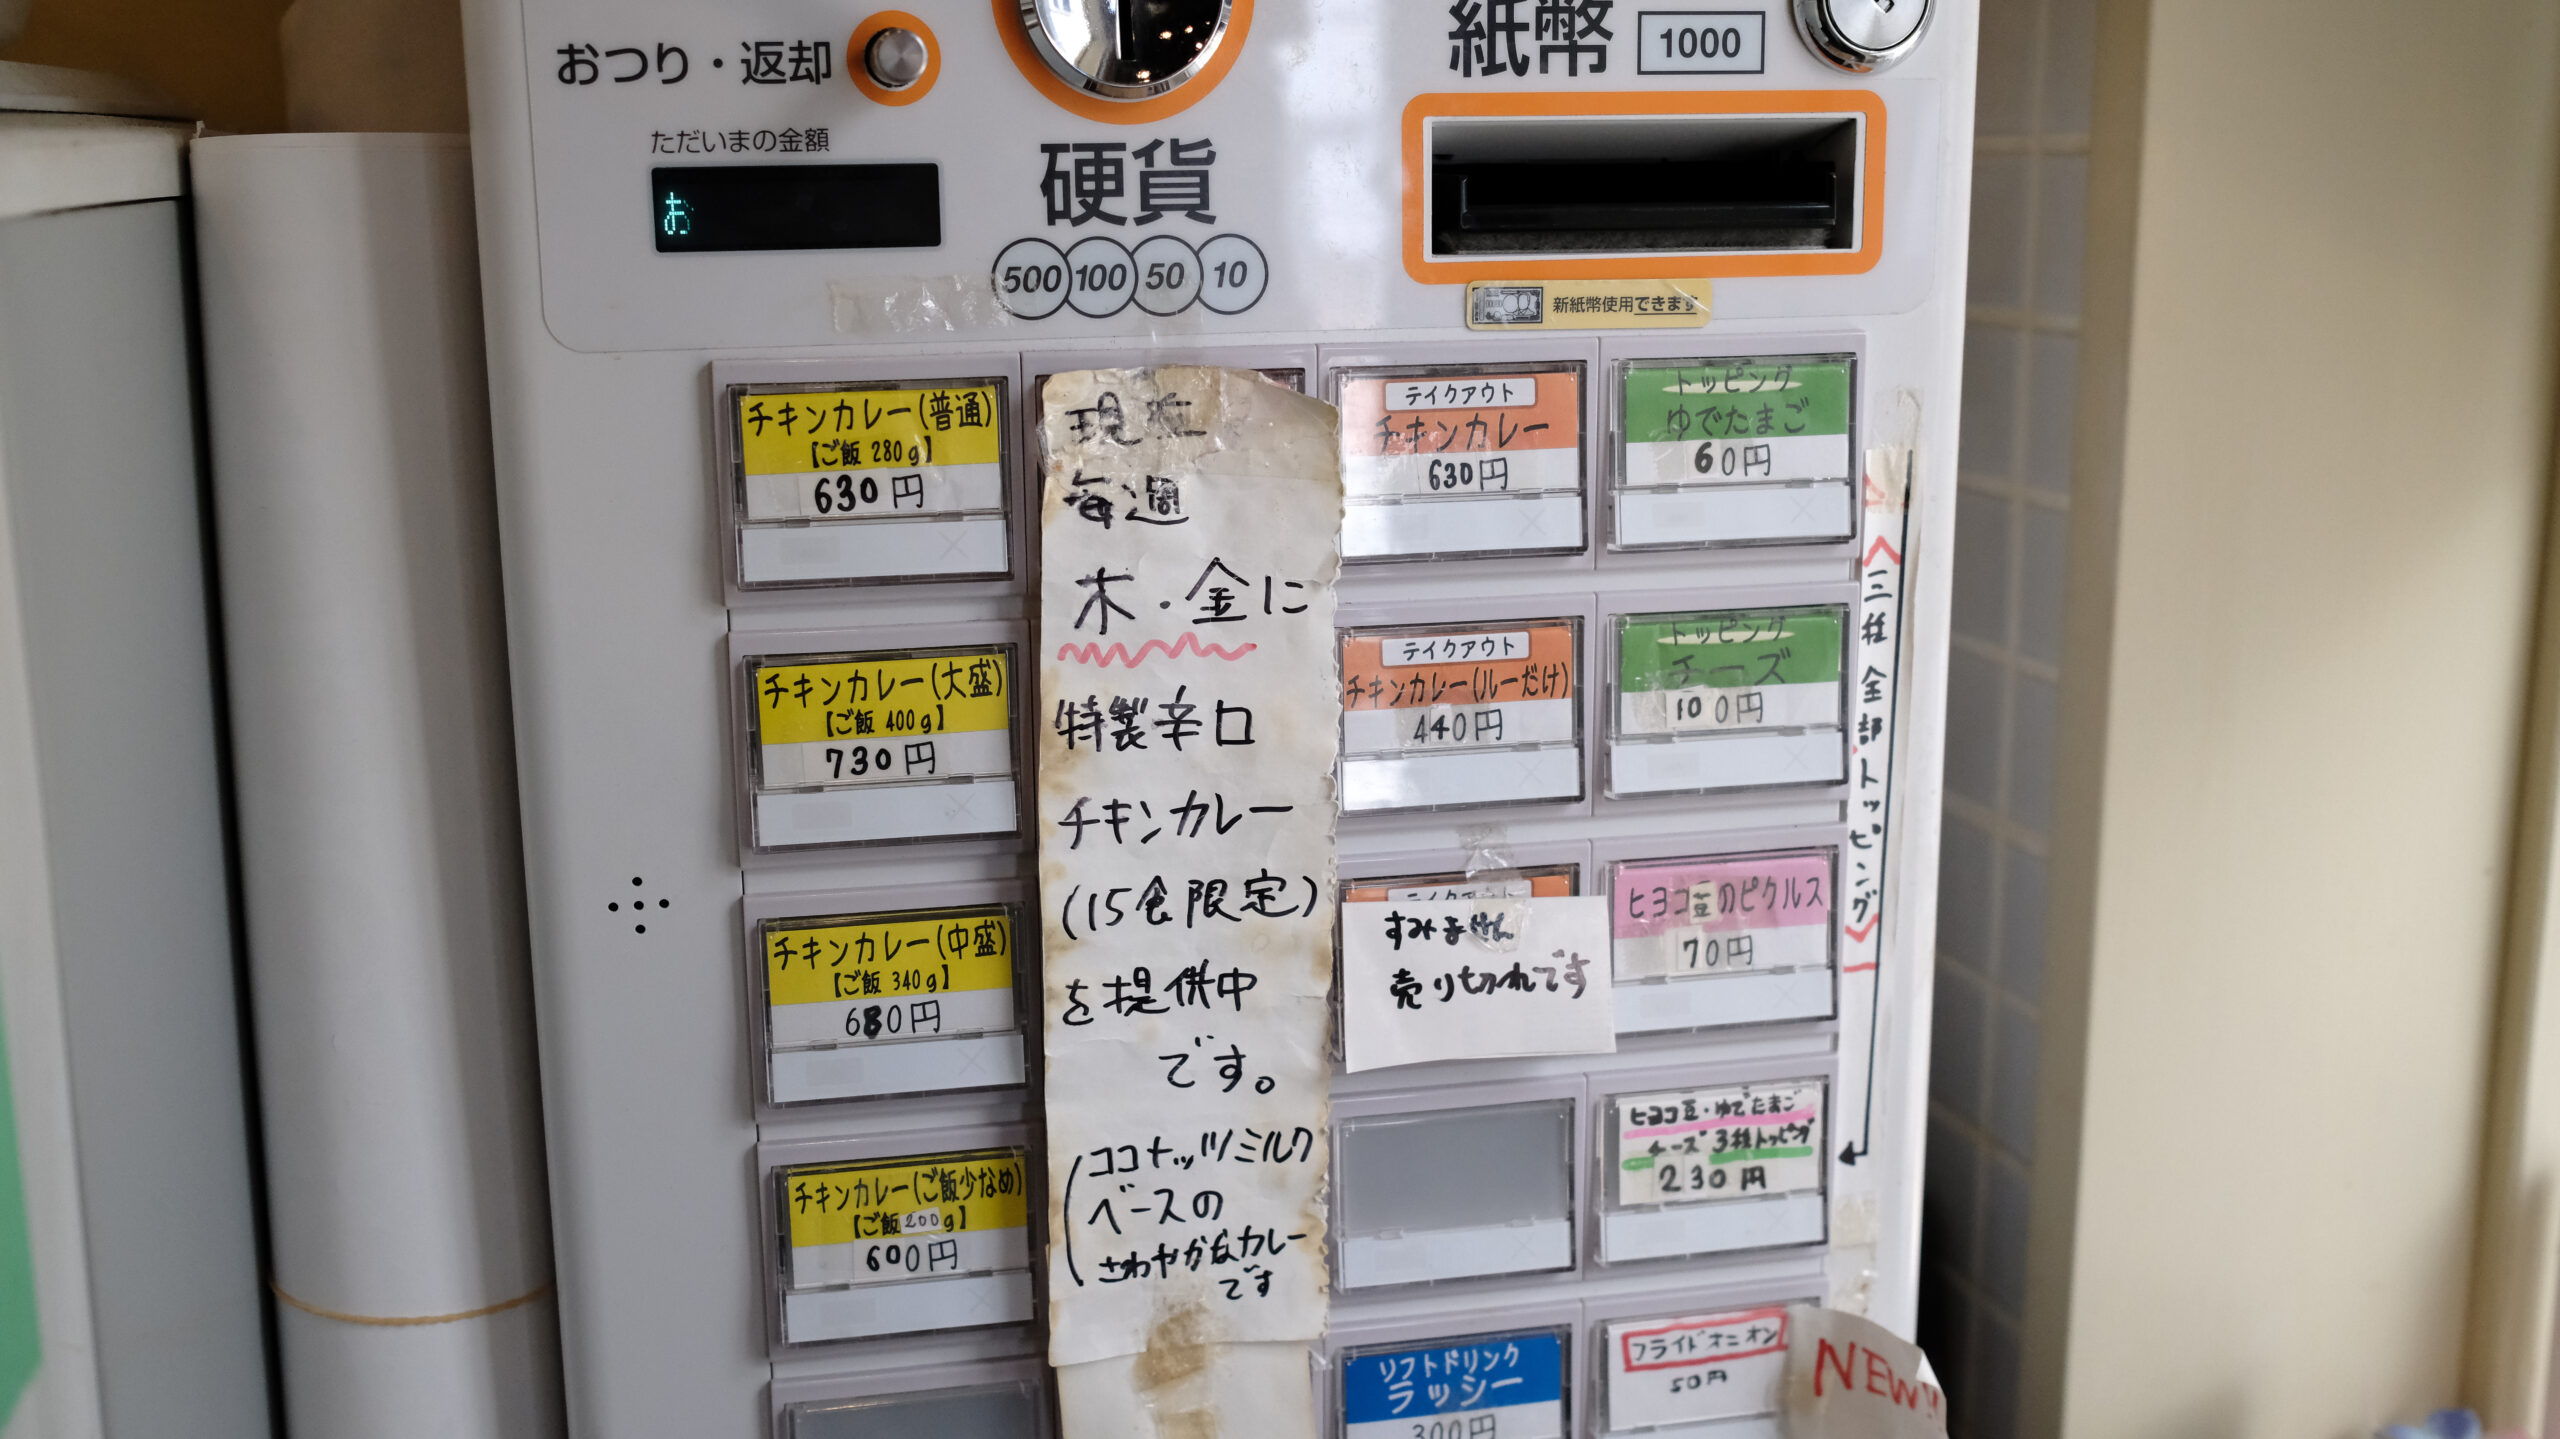 おつり・返却
ただいまの金額
お
硬貨
500 100 50 10
紙幣 1000
新紙幣使用できます
チキンカレー(普通)
【ご飯 280g】
630円
チキンカレー(大盛)
【ご飯 400g】
730円
チキンカレー(中盛)
【ご飯 340g】
680円
チキンカレー(ご飯少なめ)
【ご飯 200g】
600円
現在
毎週
木・金に
特製辛口
チキンカレー
(15食限定)
を提供中
です。
(ココナッツミルク
ベースの
さわやかなカレー
です
テイクアウト
チキンカレー
630円
テイクアウト
チキンカレー(ルーだけ)
440円
テイクアウト
すみません
売り切れです
ソフトドリンク
ラッシー
300円
トッピング
ゆでたまご
60円
トッピング
チーズ
100円
ヒヨコ豆のピクルス
70円
ヒヨコ豆・ゆでたまご
チーズ 3種トッピング
230円
フライドオニオン
50円
NEW!!
三種全部トッピング